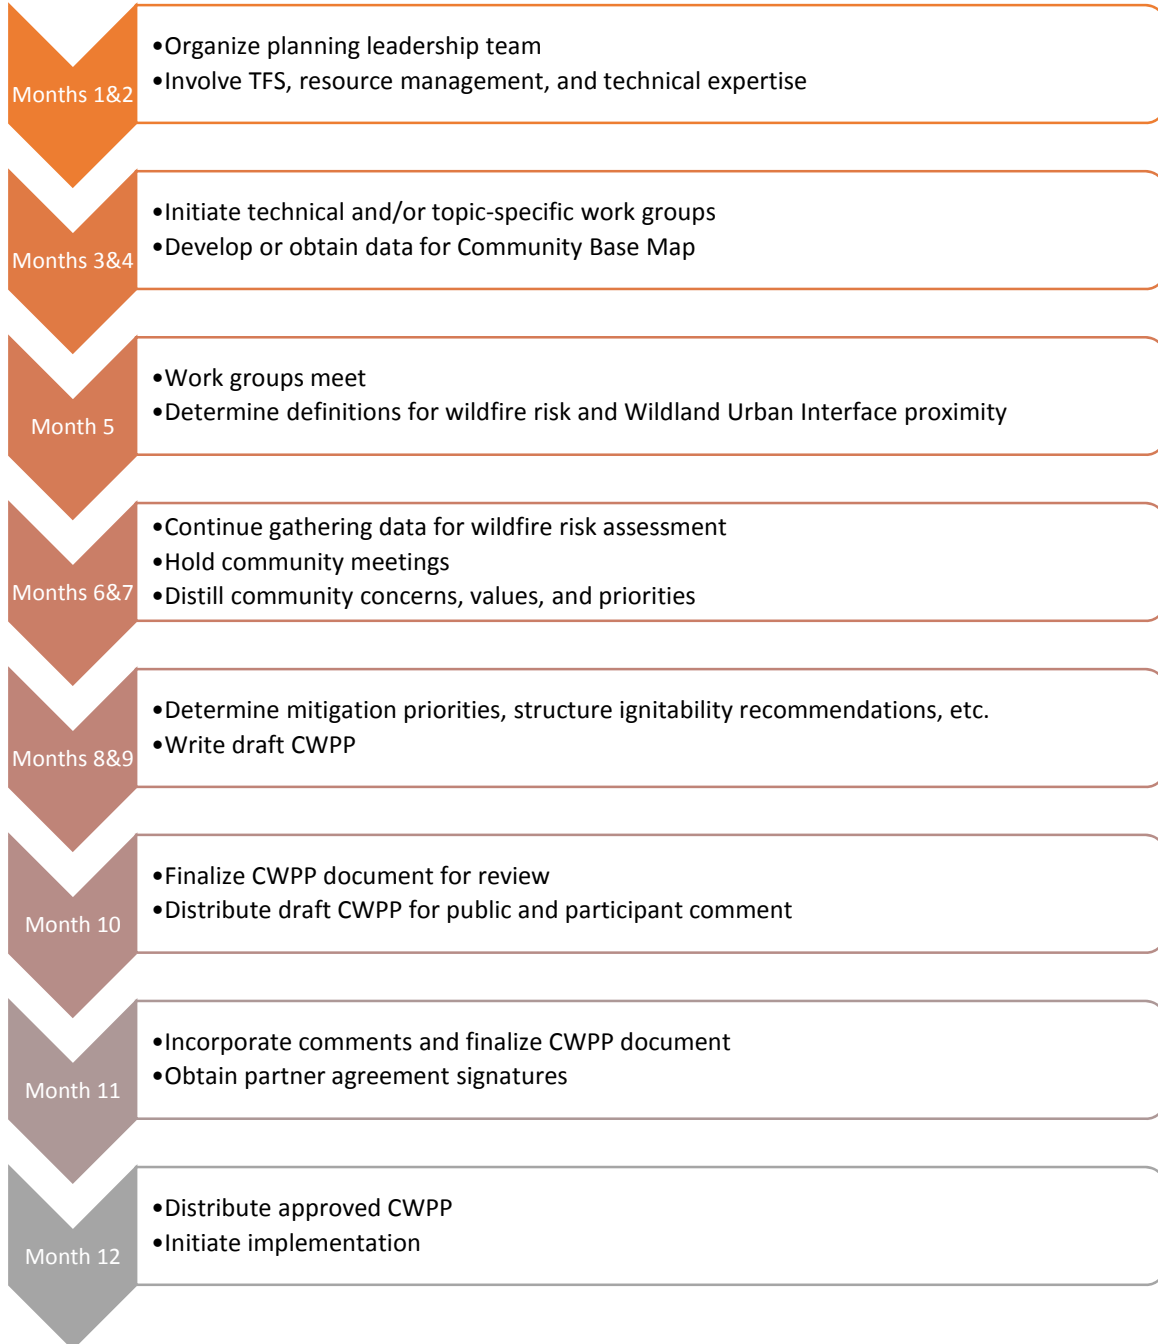 Months 1&2
•Organize planning leadership team
•Involve TFS, resource management, and technical expertise
Months 3&4
•Initiate technical and/or topic-specific work groups
•Develop or obtain data for Community Base Map
Month 5
•Work groups meet
•Determine definitions for wildfire risk and Wildland Urban Interface proximity
Months 6&7
•Continue gathering data for wildfire risk assessment
•Hold community meetings
•Distill community concerns, values, and priorities
Months 8&9
•Determine mitigation priorities, structure ignitability recommendations, etc.
•Write draft CWPP
Month 10
•Finalize CWPP document for review
•Distribute draft CWPP for public and participant comment
Month 11
•Incorporate comments and finalize CWPP document
•Obtain partner agreement signatures
Month 12
•Distribute approved CWPP
•Initiate implementation